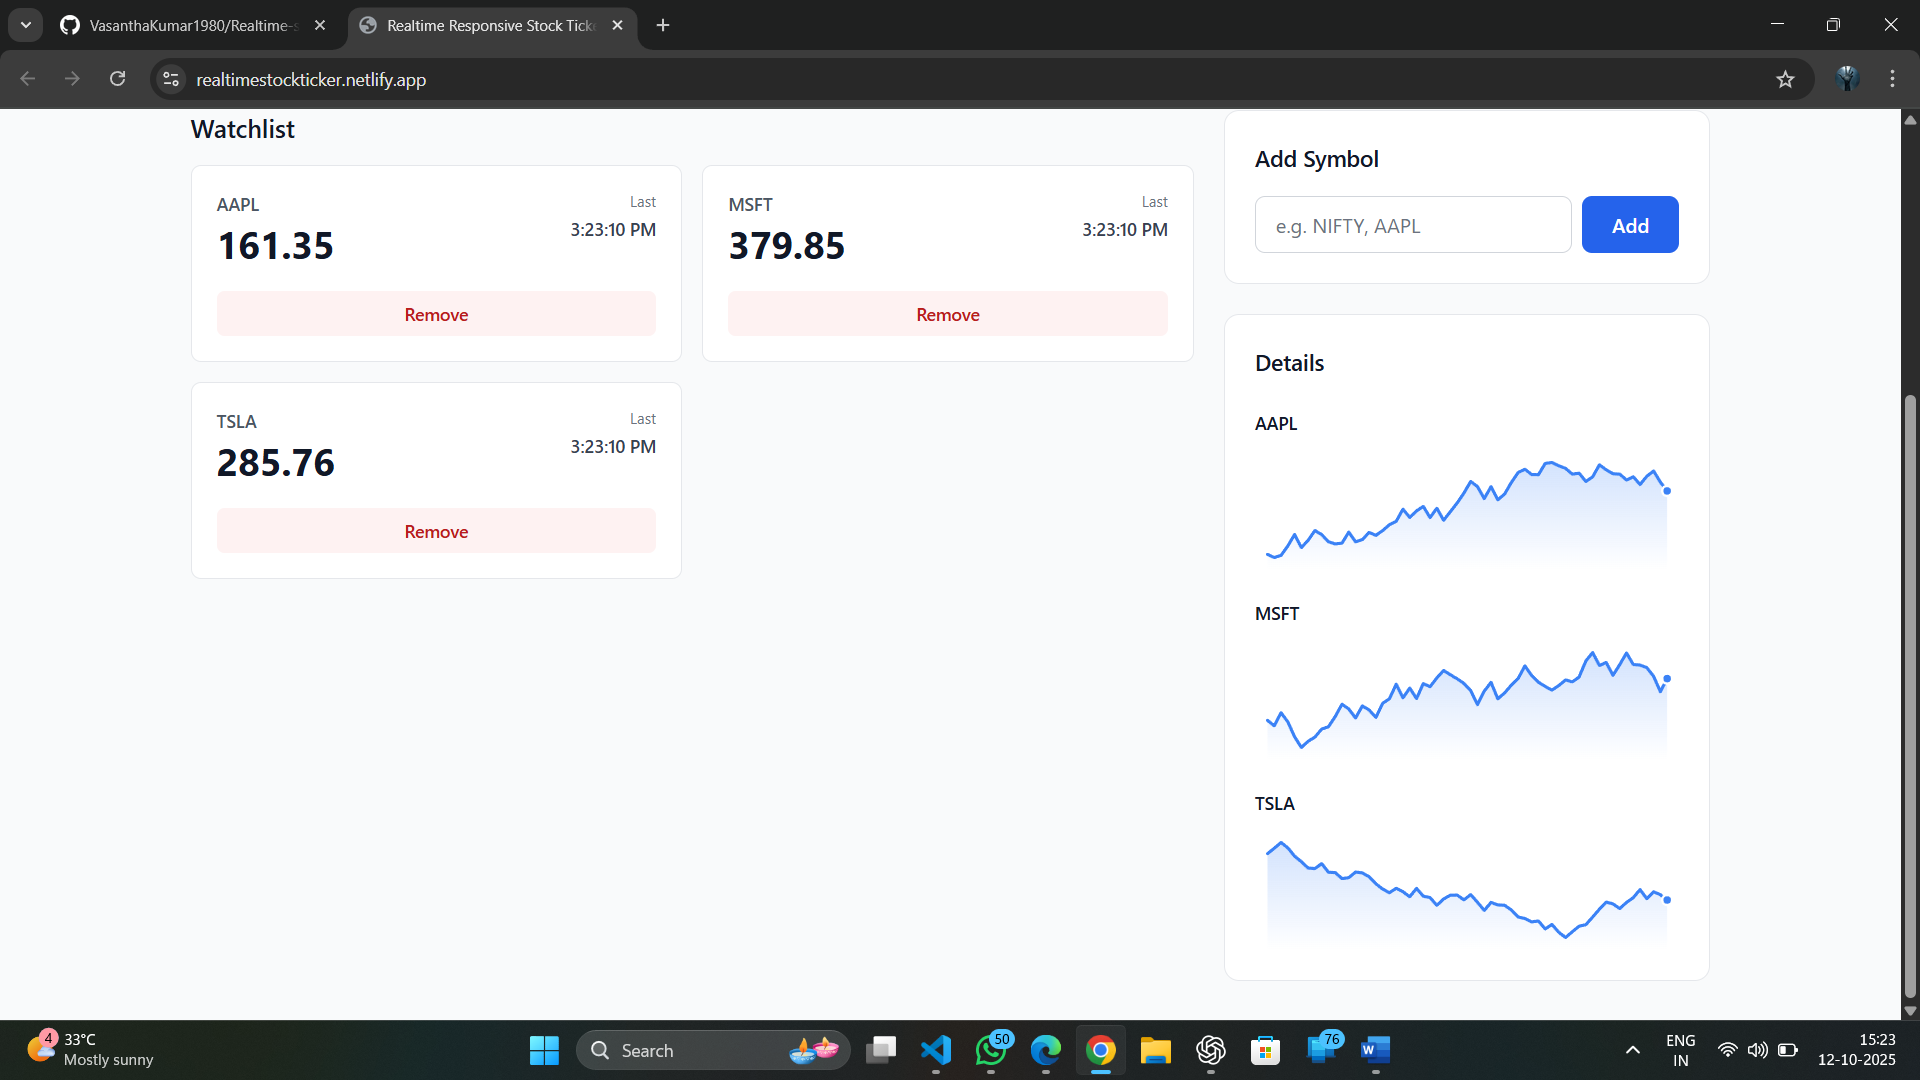 VasanthaKumar1980/Realtime-s
Realtime Responsive Stock Ticke
realtimestockticker.netlify.app
Watchlist
AAPL
Last
161.35
3:23:10 PM
Remove
MSFT
Last
379.85
3:23:10 PM
Remove
TSLA
Last
285.76
3:23:10 PM
Remove
Add Symbol
e.g. NIFTY, AAPL
Add
Details
AAPL
MSFT
TSLA
4
33°C
Mostly sunny
Search
50
76
W
ENG
IN
15:23
12-10-2025